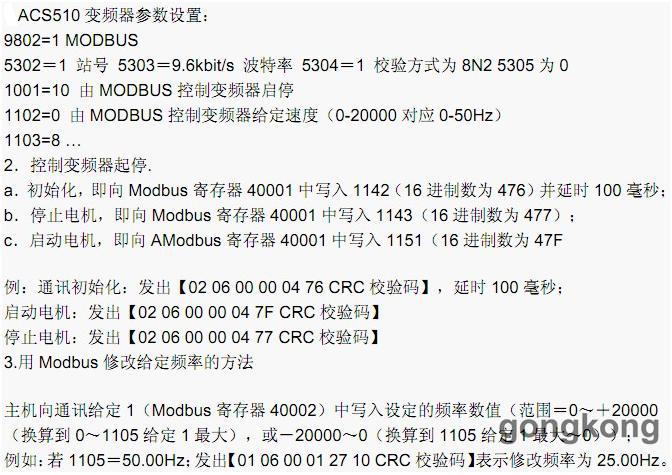 ACS510 变频器参数设置:
9802=1 MODBUS
5302＝1 站号 5303＝9.6kbit/s 波特率 5304＝1 校验方式为 8N2 5305 为 0
1001=10 由 MODBUS 控制变频器启停
1102=0 由 MODBUS 控制变频器给定速度（0-20000 对应 0-50Hz）
1103=8 ...
2．控制变频器起停.
a．初始化，即向 Modbus 寄存器 40001 中写入 1142（16 进制数为 476）并延时 100 毫秒；
b．停止电机，即向 Modbus 寄存器 40001 中写入 1143（16 进制数为 477）；
c．启动电机，即向 AModbus 寄存器 40001 中写入 1151（16 进制数为 47F
例：通讯初始化：发出【02 06 00 00 04 76 CRC 校验码】，延时 100 毫秒；
启动电机：发出【02 06 00 00 04 7F CRC 校验码】
停止电机：发出【02 06 00 00 04 77 CRC 校验码】
3.用 Modbus 修改给定频率的方法
主机向通讯给定 1（Modbus 寄存器 40002）中写入设定的频率数值（范围＝0～＋20000
（换算到 0～1105 给定 1 最大），或－20000～0（换算到 1105 给定 1 最大～0））；
例如：若 1105＝50.00Hz；发出【01 06 00 01 27 10 CRC 校验码】表示修改频率为 25.00Hz。
gongkong